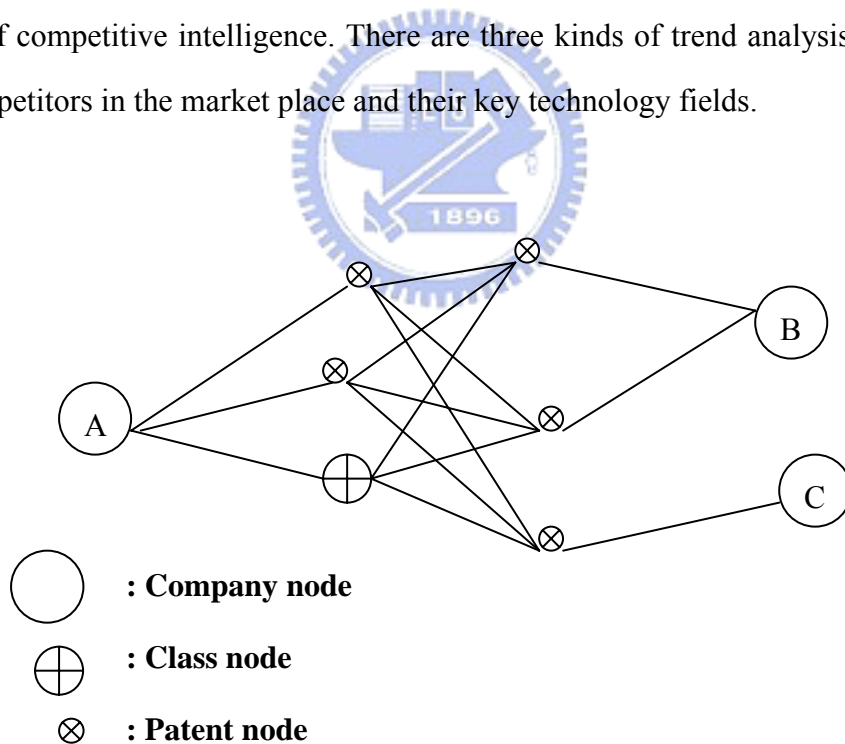 f competitive intelligence. There are three kinds of trend analysis
petitors in the market place and their key technology fields.
1896
A
B
C
: Company node
: Class node
: Patent node